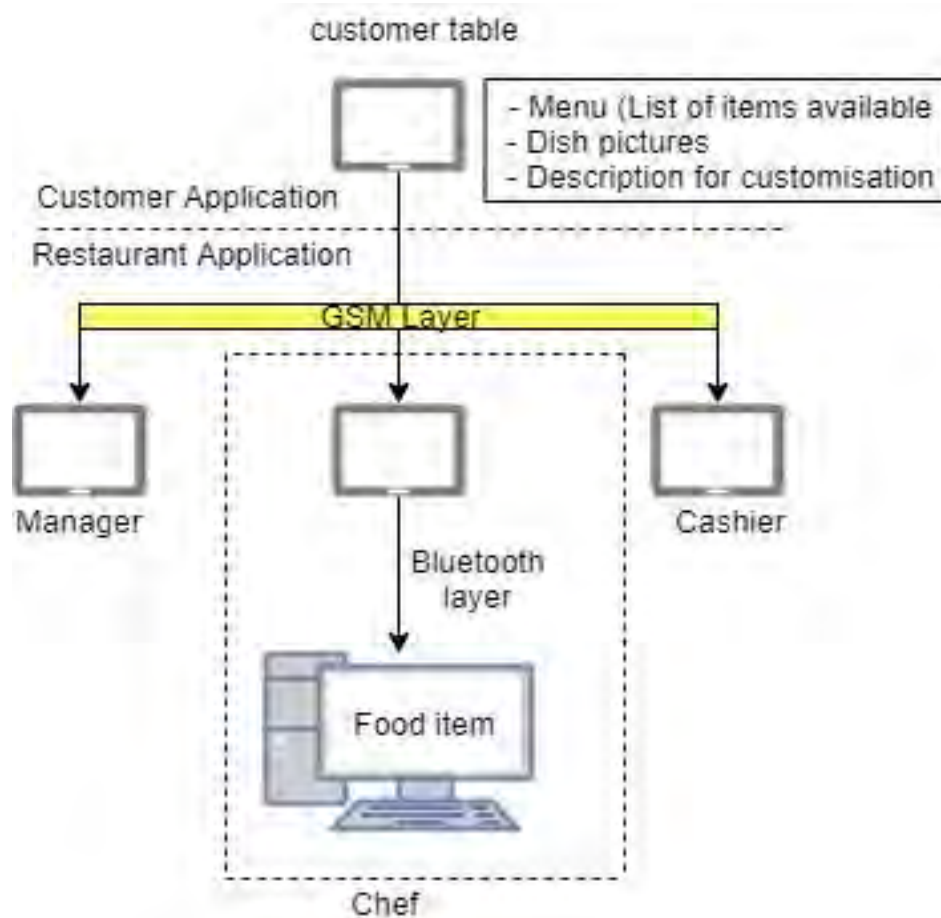 customer table
- Menu (List of items available
- Dish pictures
- Description for customisation
Customer Application
Restaurant Application
GSM Layer
Manager
Cashier
Bluetooth
layer
Food item
Chef